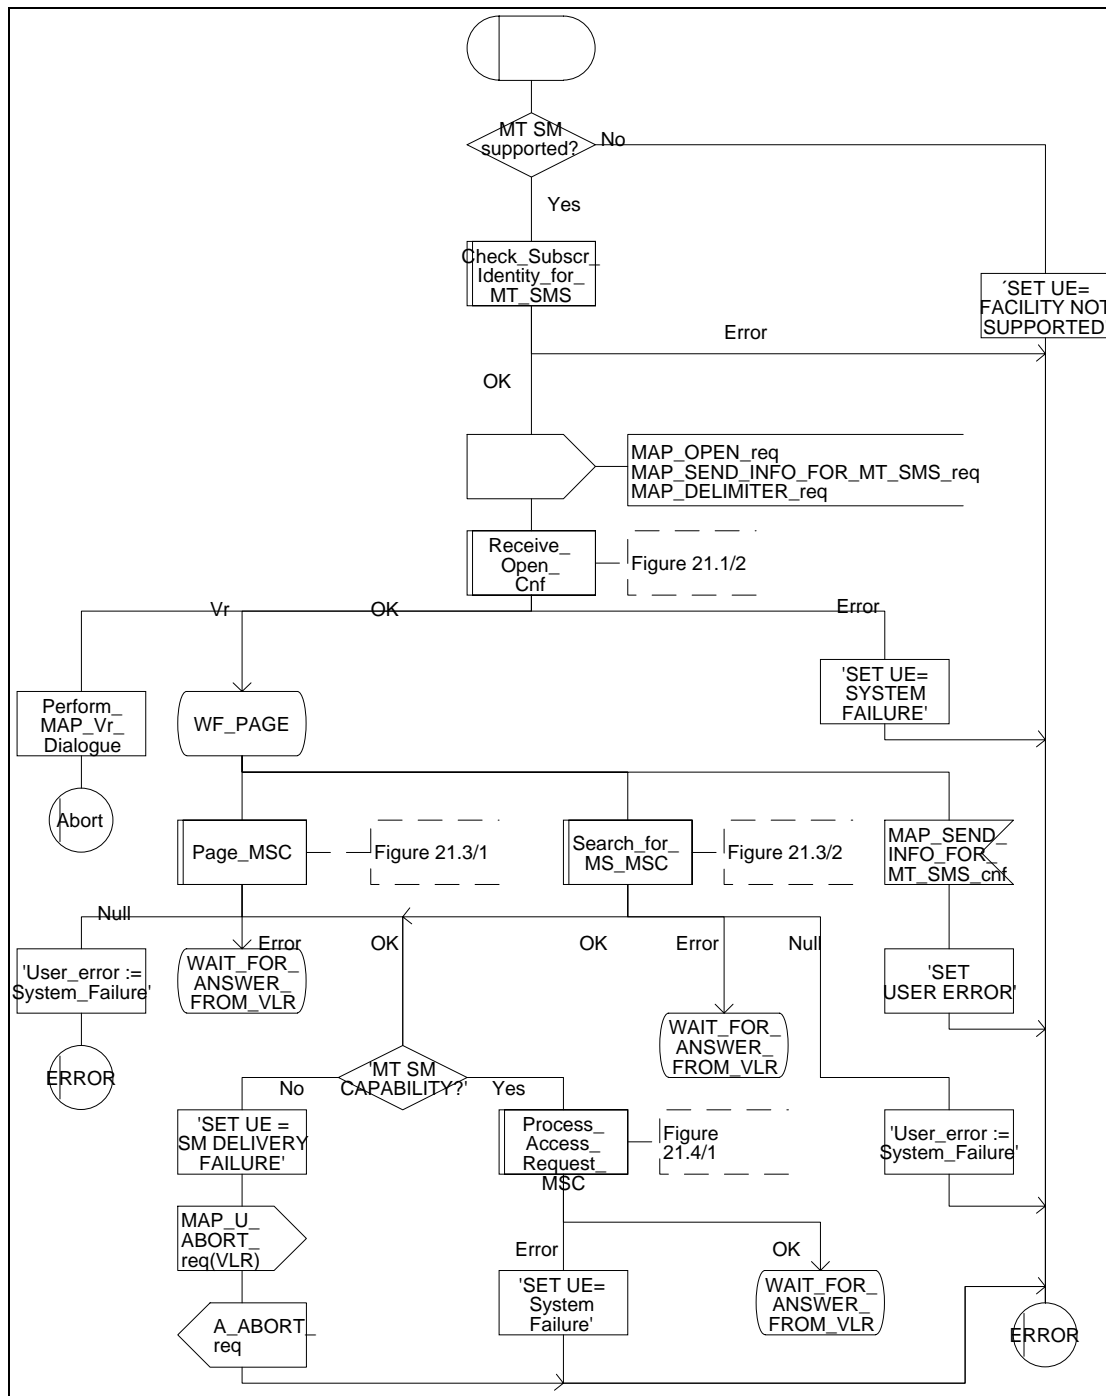 MT SM
supported?
No
Yes
Check_Subscr_
Identity_for_
MT_SMS
´SET UE=
FACILITY NOT
SUPPORTED
Error
OK
MAP_OPEN_req
MAP_SEND_INFO_FOR_MT_SMS_req
MAP_DELIMITER_req
Receive_
Open_
Cnf
Figure 21.1/2
Vr
OK
Error
'SET UE=
SYSTEM
FAILURE'
Perform_
MAP_Vr_
Dialogue
WF_PAGE
Abort
Page_MSC
Figure 21.3/1
Search_for_
MS_MSC
Figure 21.3/2
MAP_SEND_
INFO_FOR_
MT_SMS_cnf
Null
Error
OK
OK
Error
Null
'User_error :=
System_Failure'
WAIT_FOR_
ANSWER_
FROM_VLR
'SET
USER ERROR'
WAIT_FOR_
ANSWER_
FROM_VLR
ERROR
'MT SM
CAPABILITY?'
No
Yes
'SET UE =
SM DELIVERY
FAILURE'
Process_
Access_
Request_
MSC
Figure
21.4/1
'User_error :=
System_Failure'
MAP_U_
ABORT_
req(VLR)
Error
OK
'SET UE=
System
Failure'
WAIT_FOR_
ANSWER_
FROM_VLR
A_ABORT_
req
ERROR